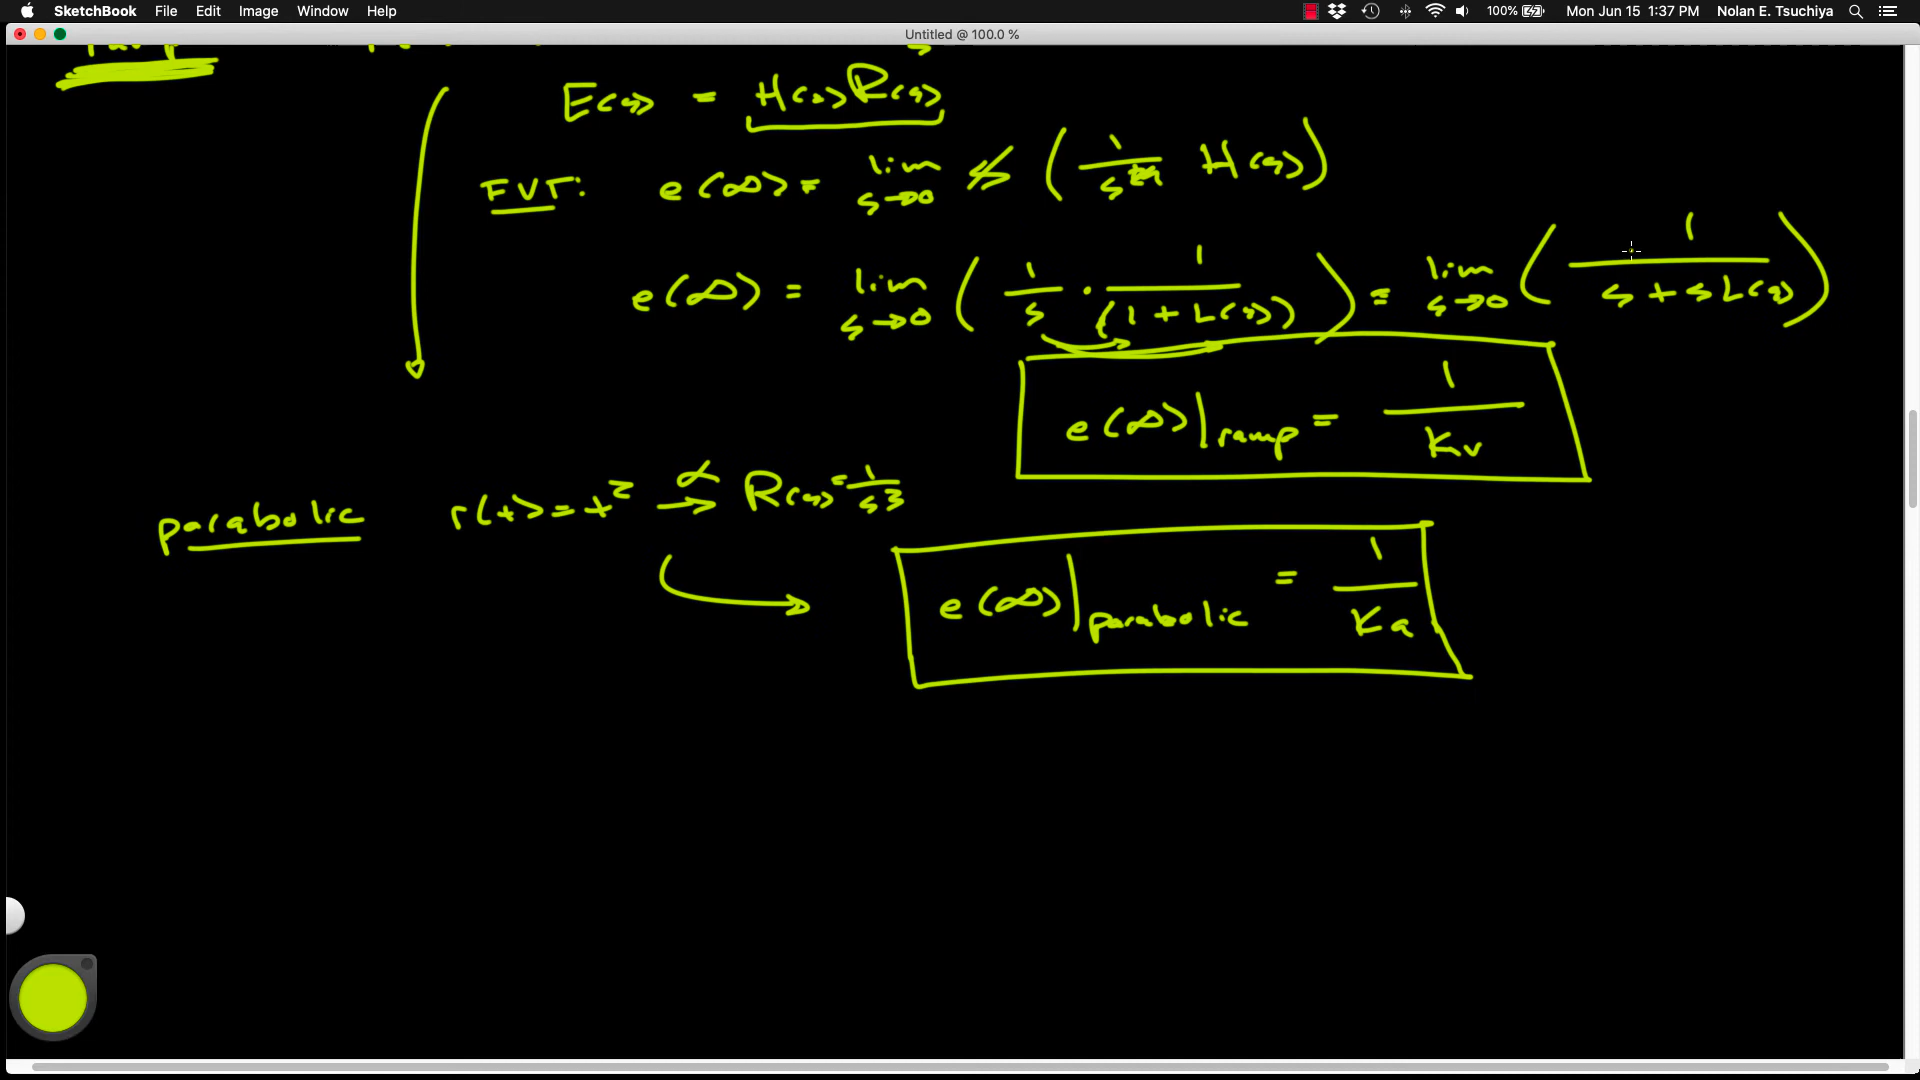 SketchBook File Edit Image Window Help 100% Mon Jun 15 1:37 PM Nolan E. Tsuchiya
Untitled @ 100.0 %
E(s) = H(s)R(s)
FVT: e(∞) = lim s→0 s ( 1/s² H(s) )
e(∞) = lim s→0 ( 1/s · 1/(1 + L(s)) ) = lim s→0 ( 1/(s + sL(s)) )
e(∞)|ramp = 1/Kv
parabolic r(t) = t² →ℒ R(s) = 1/s³
e(∞)|parabolic = 1/Ka